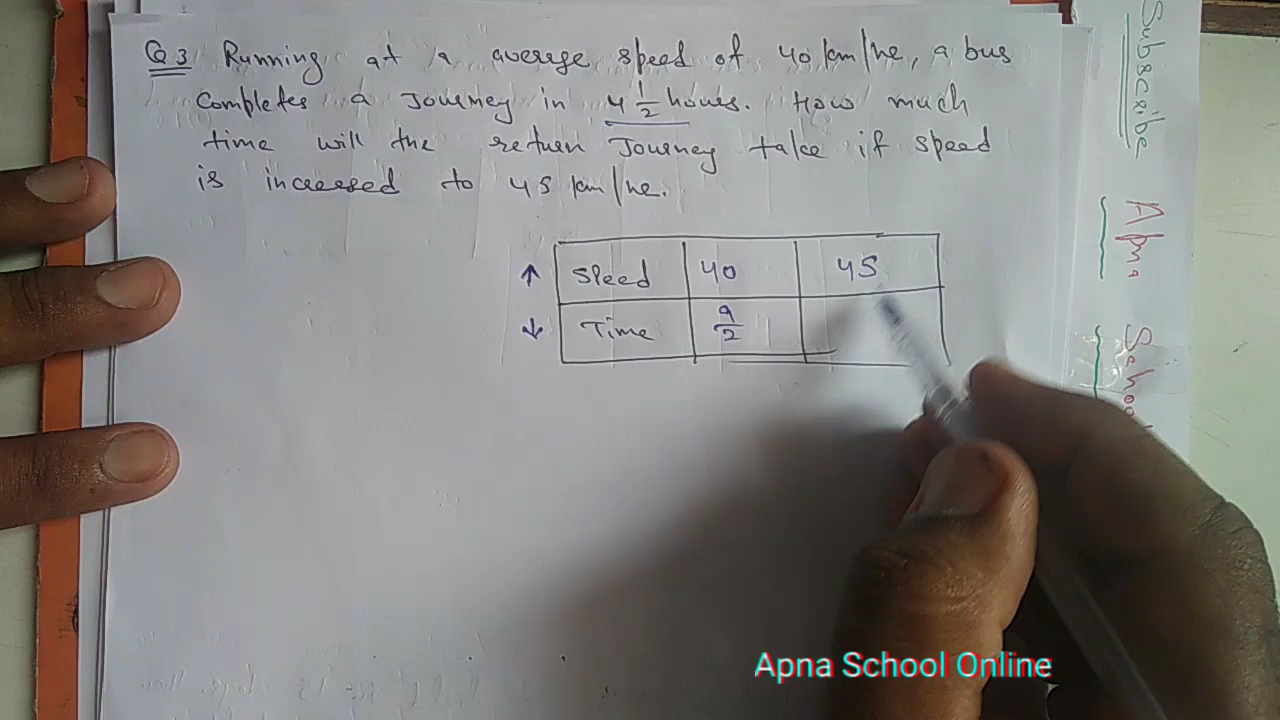 Q3 Running at a average speed of 40 km/hr, a bus
completes a Journey in 4 1/2 hours. How much
time will the return Journey take if speed
is increased to 45 km/hr.
↑ Speed 40 45
↓ Time 9/2
Subscribe Apna School
Apna School Online